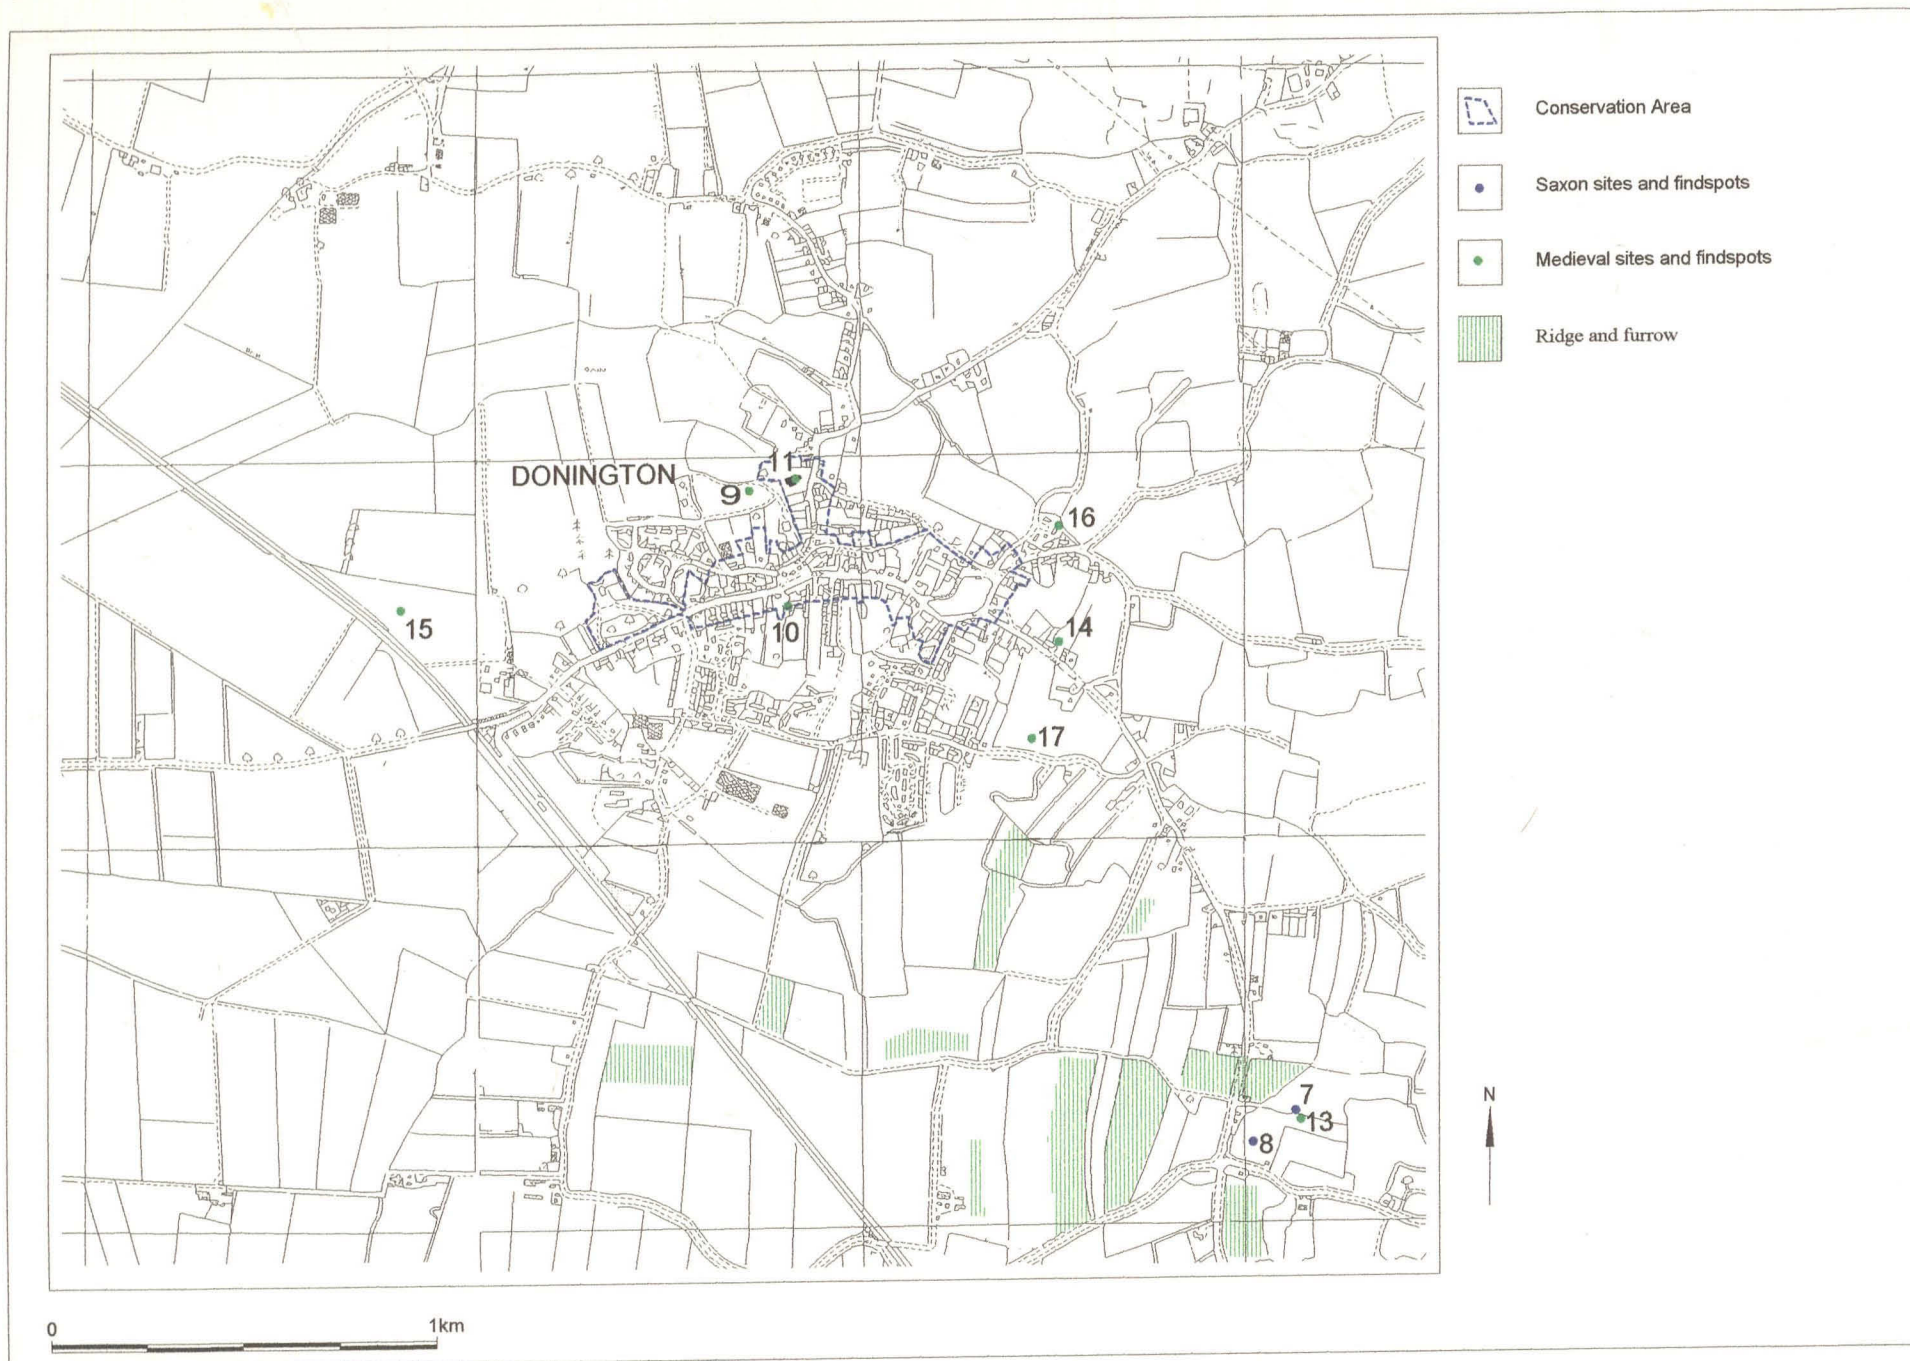 Conservation Area
Saxon sites and findspots
Medieval sites and findspots
Ridge and furrow
DONINGTON
11
9
16
15
10
14
17
7
13
8
N
0
1km